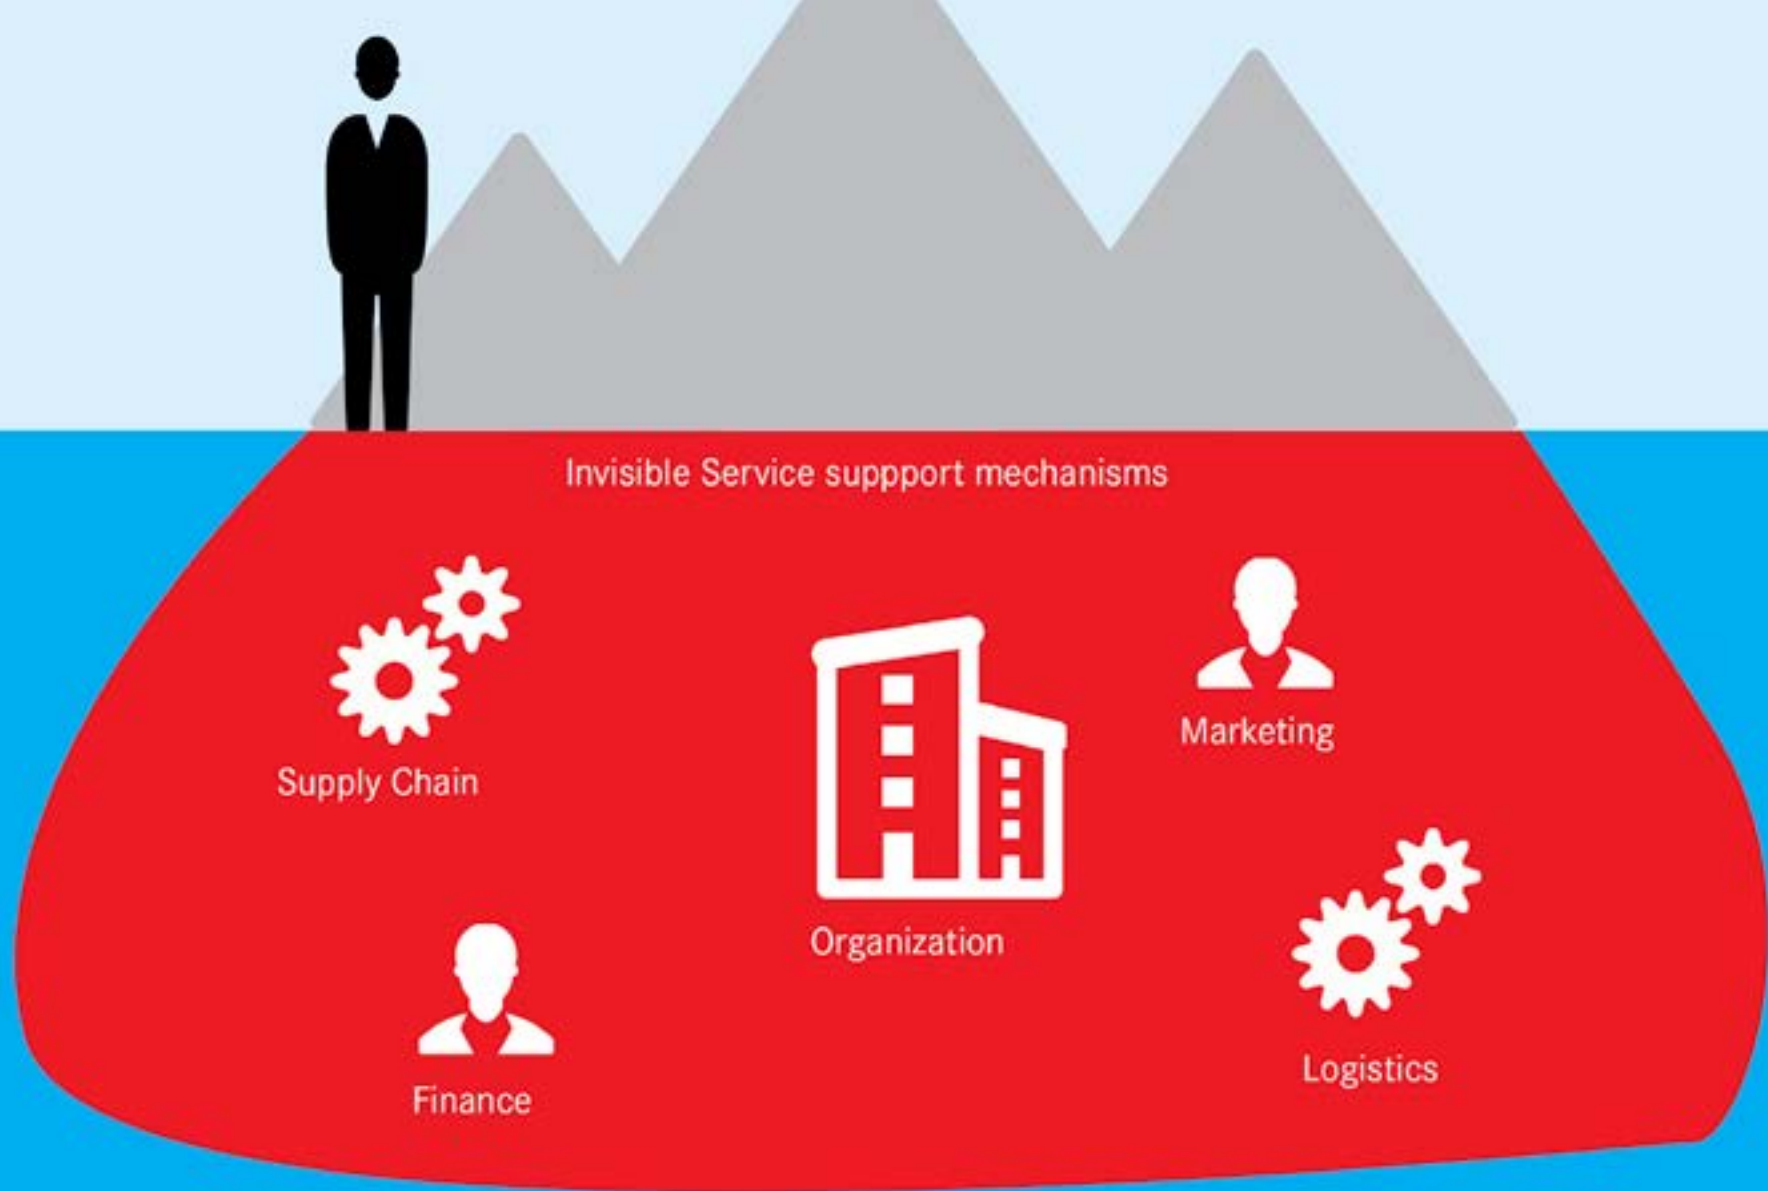 Invisible Service suppport mechanisms
Marketing
Supply Chain
Organization
Logistics
Finance